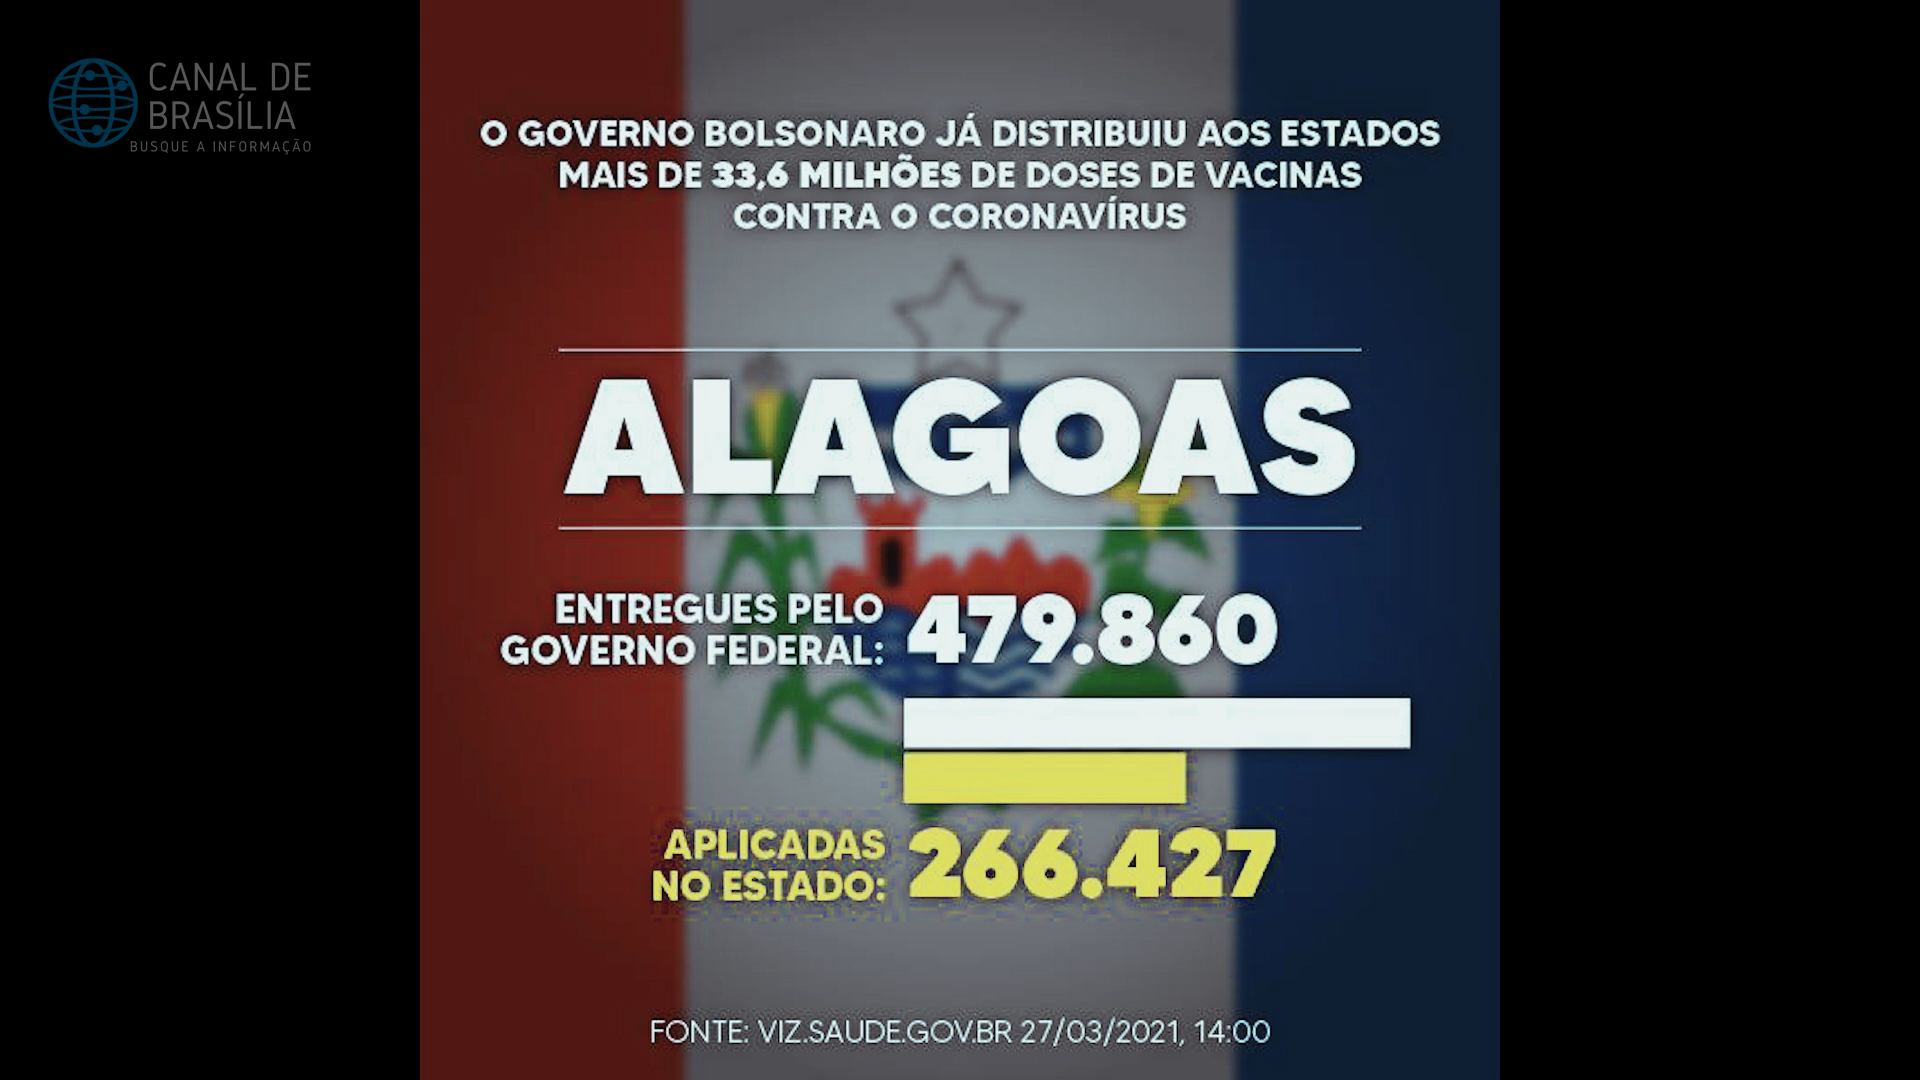 CANAL DE
BRASÍLIA
BUSQUE A INFORMAÇÃO
O GOVERNO BOLSONARO JÁ DISTRIBUIU AOS ESTADOS
MAIS DE 33,6 MILHÕES DE DOSES DE VACINAS
CONTRA O CORONAVÍRUS
ALAGOAS
ENTREGUES PELO
GOVERNO FEDERAL:
479.860
APLICADAS
NO ESTADO:
266.427
FONTE: VIZ.SAUDE.GOV.BR 27/03/2021, 14:00